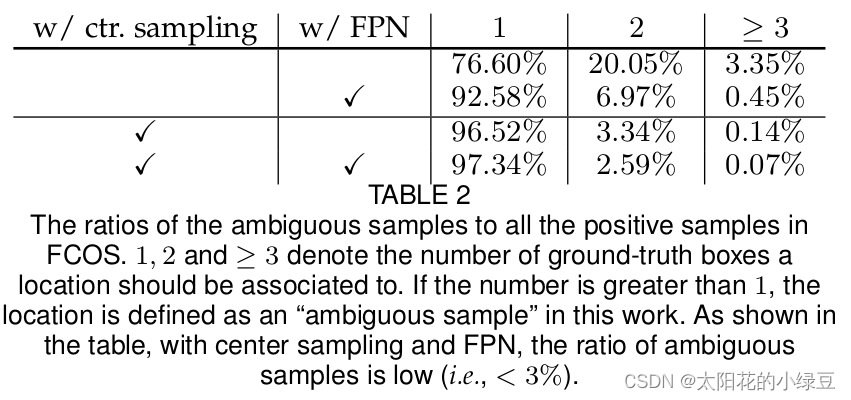 w/ ctr. sampling w/ FPN 1 2 ≥ 3
76.60% 20.05% 3.35%
✓ 92.58% 6.97% 0.45%
✓ 96.52% 3.34% 0.14%
✓ ✓ 97.34% 2.59% 0.07%
TABLE 2
The ratios of the ambiguous samples to all the positive samples in
FCOS. 1, 2 and ≥ 3 denote the number of ground-truth boxes a
location should be associated to. If the number is greater than 1, the
location is defined as an “ambiguous sample” in this work. As shown in
the table, with center sampling and FPN, the ratio of ambiguous
samples is low (i.e., < 3%).
CSDN @太阳花的小绿豆